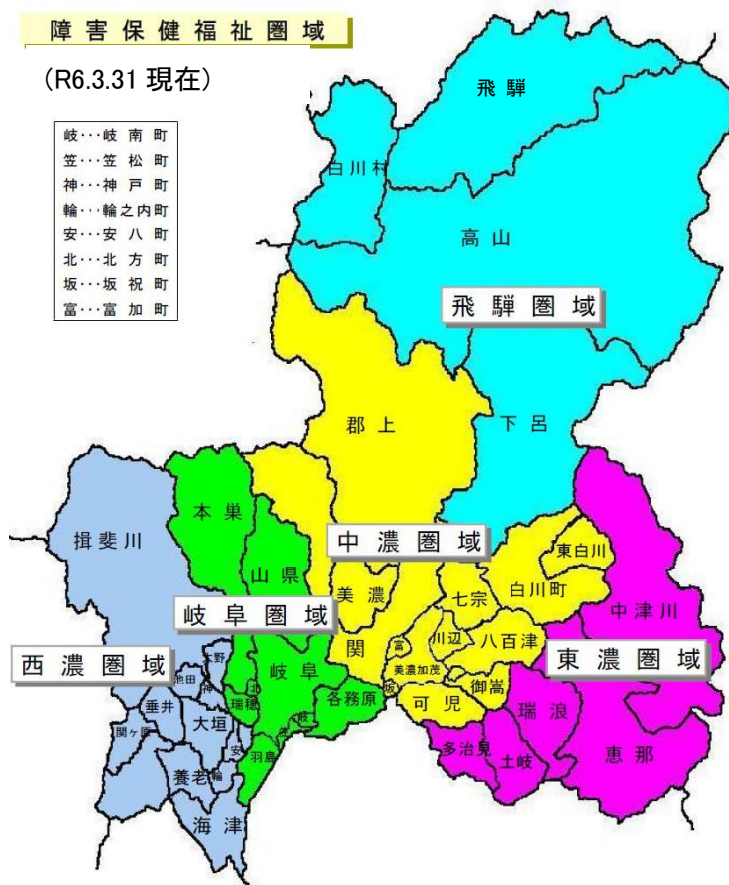 障害保健福祉圏域
(R6.3.31 現在)
岐・・・岐南町
笠・・・笠松町
神・・・神戸町
輪・・・輪之内町
安・・・安八町
北・・・北方町
坂・・・坂祝町
富・・・富加町
飛騨
白川村
高山
飛騨圏域
郡上
下呂
本巣
揖斐川
中濃圏域
東白川
山県
美濃
七宗
白川町
中津川
岐阜圏域
関
富
川辺
八百津
西濃圏域
大野
東濃圏域
池田
神
岐阜
美濃加茂
御嵩
北
瑞穂
各務原
坂
可児
瑞浪
垂井
大垣
関ヶ原
安
岐
笠
羽島
多治見
土岐
恵那
養老
輪
海津